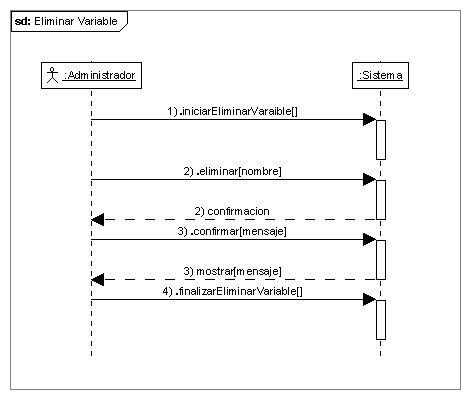 sd: Eliminar Variable
:Administrador
:Sistema
1) .iniciarEliminarVaraible[]
2) .eliminar[nombre]
2) confirmacion
3) .confirmar[mensaje]
3) mostrar[mensaje]
4) .finalizarEliminarVariable[]